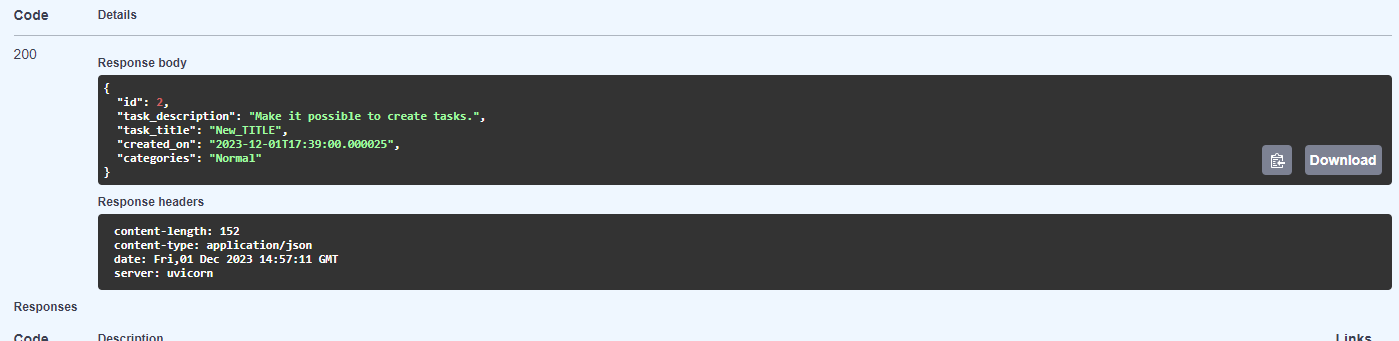 Code Details
200
Response body
{
"id": 2,
"task_description": "Make it possible to create tasks.",
"task_title": "New_TITLE",
"created_on": "2023-12-01T17:39:00.000025",
"categories": "Normal"
}
Download
Response headers
content-length: 152
content-type: application/json
date: Fri,01 Dec 2023 14:57:11 GMT
server: uvicorn
Responses
Code Description Links